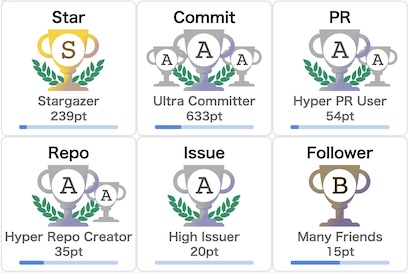 Star
S
Stargazer
239pt
Commit
A A A
Ultra Committer
633pt
PR
A A
Hyper PR User
54pt
Repo
A A
Hyper Repo Creator
35pt
Issue
A
High Issuer
20pt
Follower
B
Many Friends
15pt